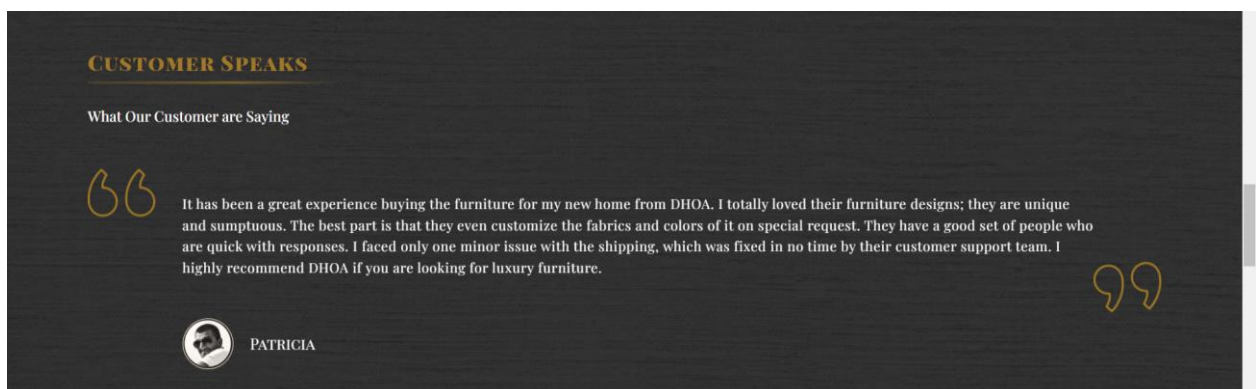 Customer Speaks
What Our Customer are Saying
It has been a great experience buying the furniture for my new home from DHOA. I totally loved their furniture designs; they are unique
and sumptuous. The best part is that they even customize the fabrics and colors of it on special request. They have a good set of people who
are quick with responses. I faced only one minor issue with the shipping, which was fixed in no time by their customer support team. I
highly recommend DHOA if you are looking for luxury furniture.
Patricia